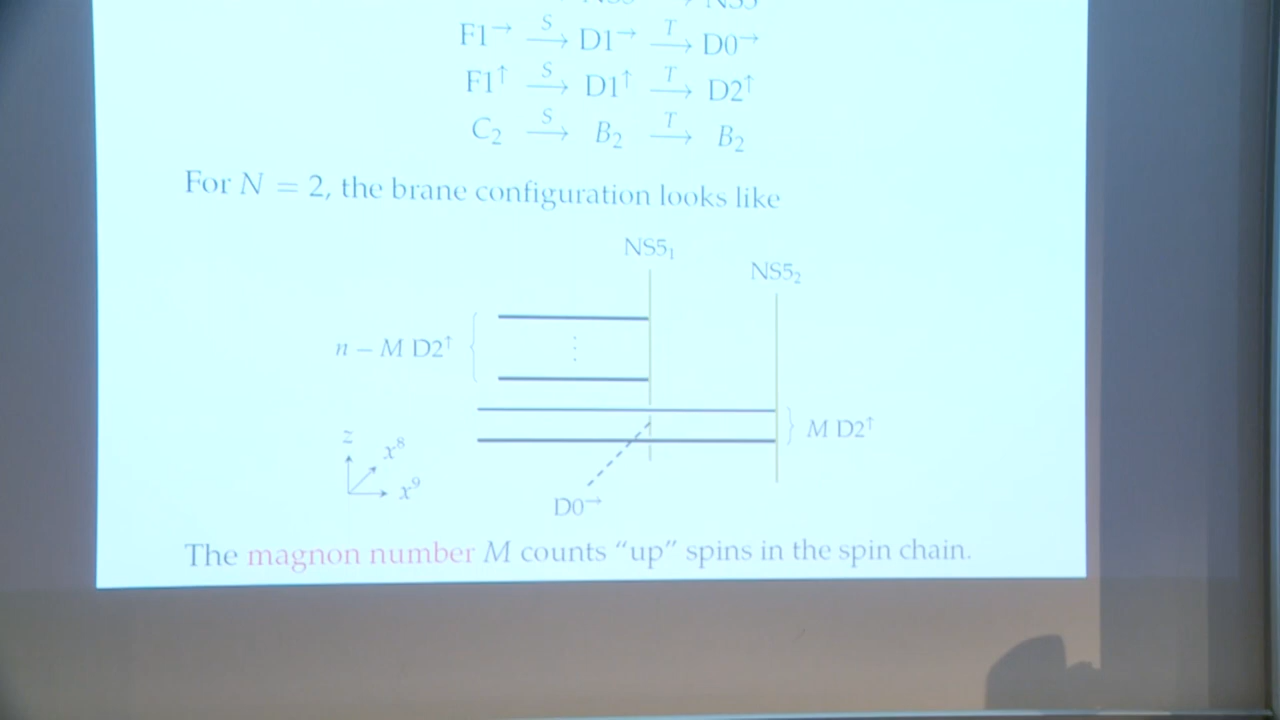 F1→ S→ D1→ T→ D0→
F1↑ S→ D1↑ T→ D2↑
C₂ S→ B₂ T→ B₂
For N = 2, the brane configuration looks like
NS5₁
NS5₂
n − M D2↑
M D2↑
z
x⁸
x⁹
D0→
The magnon number M counts “up” spins in the spin chain.